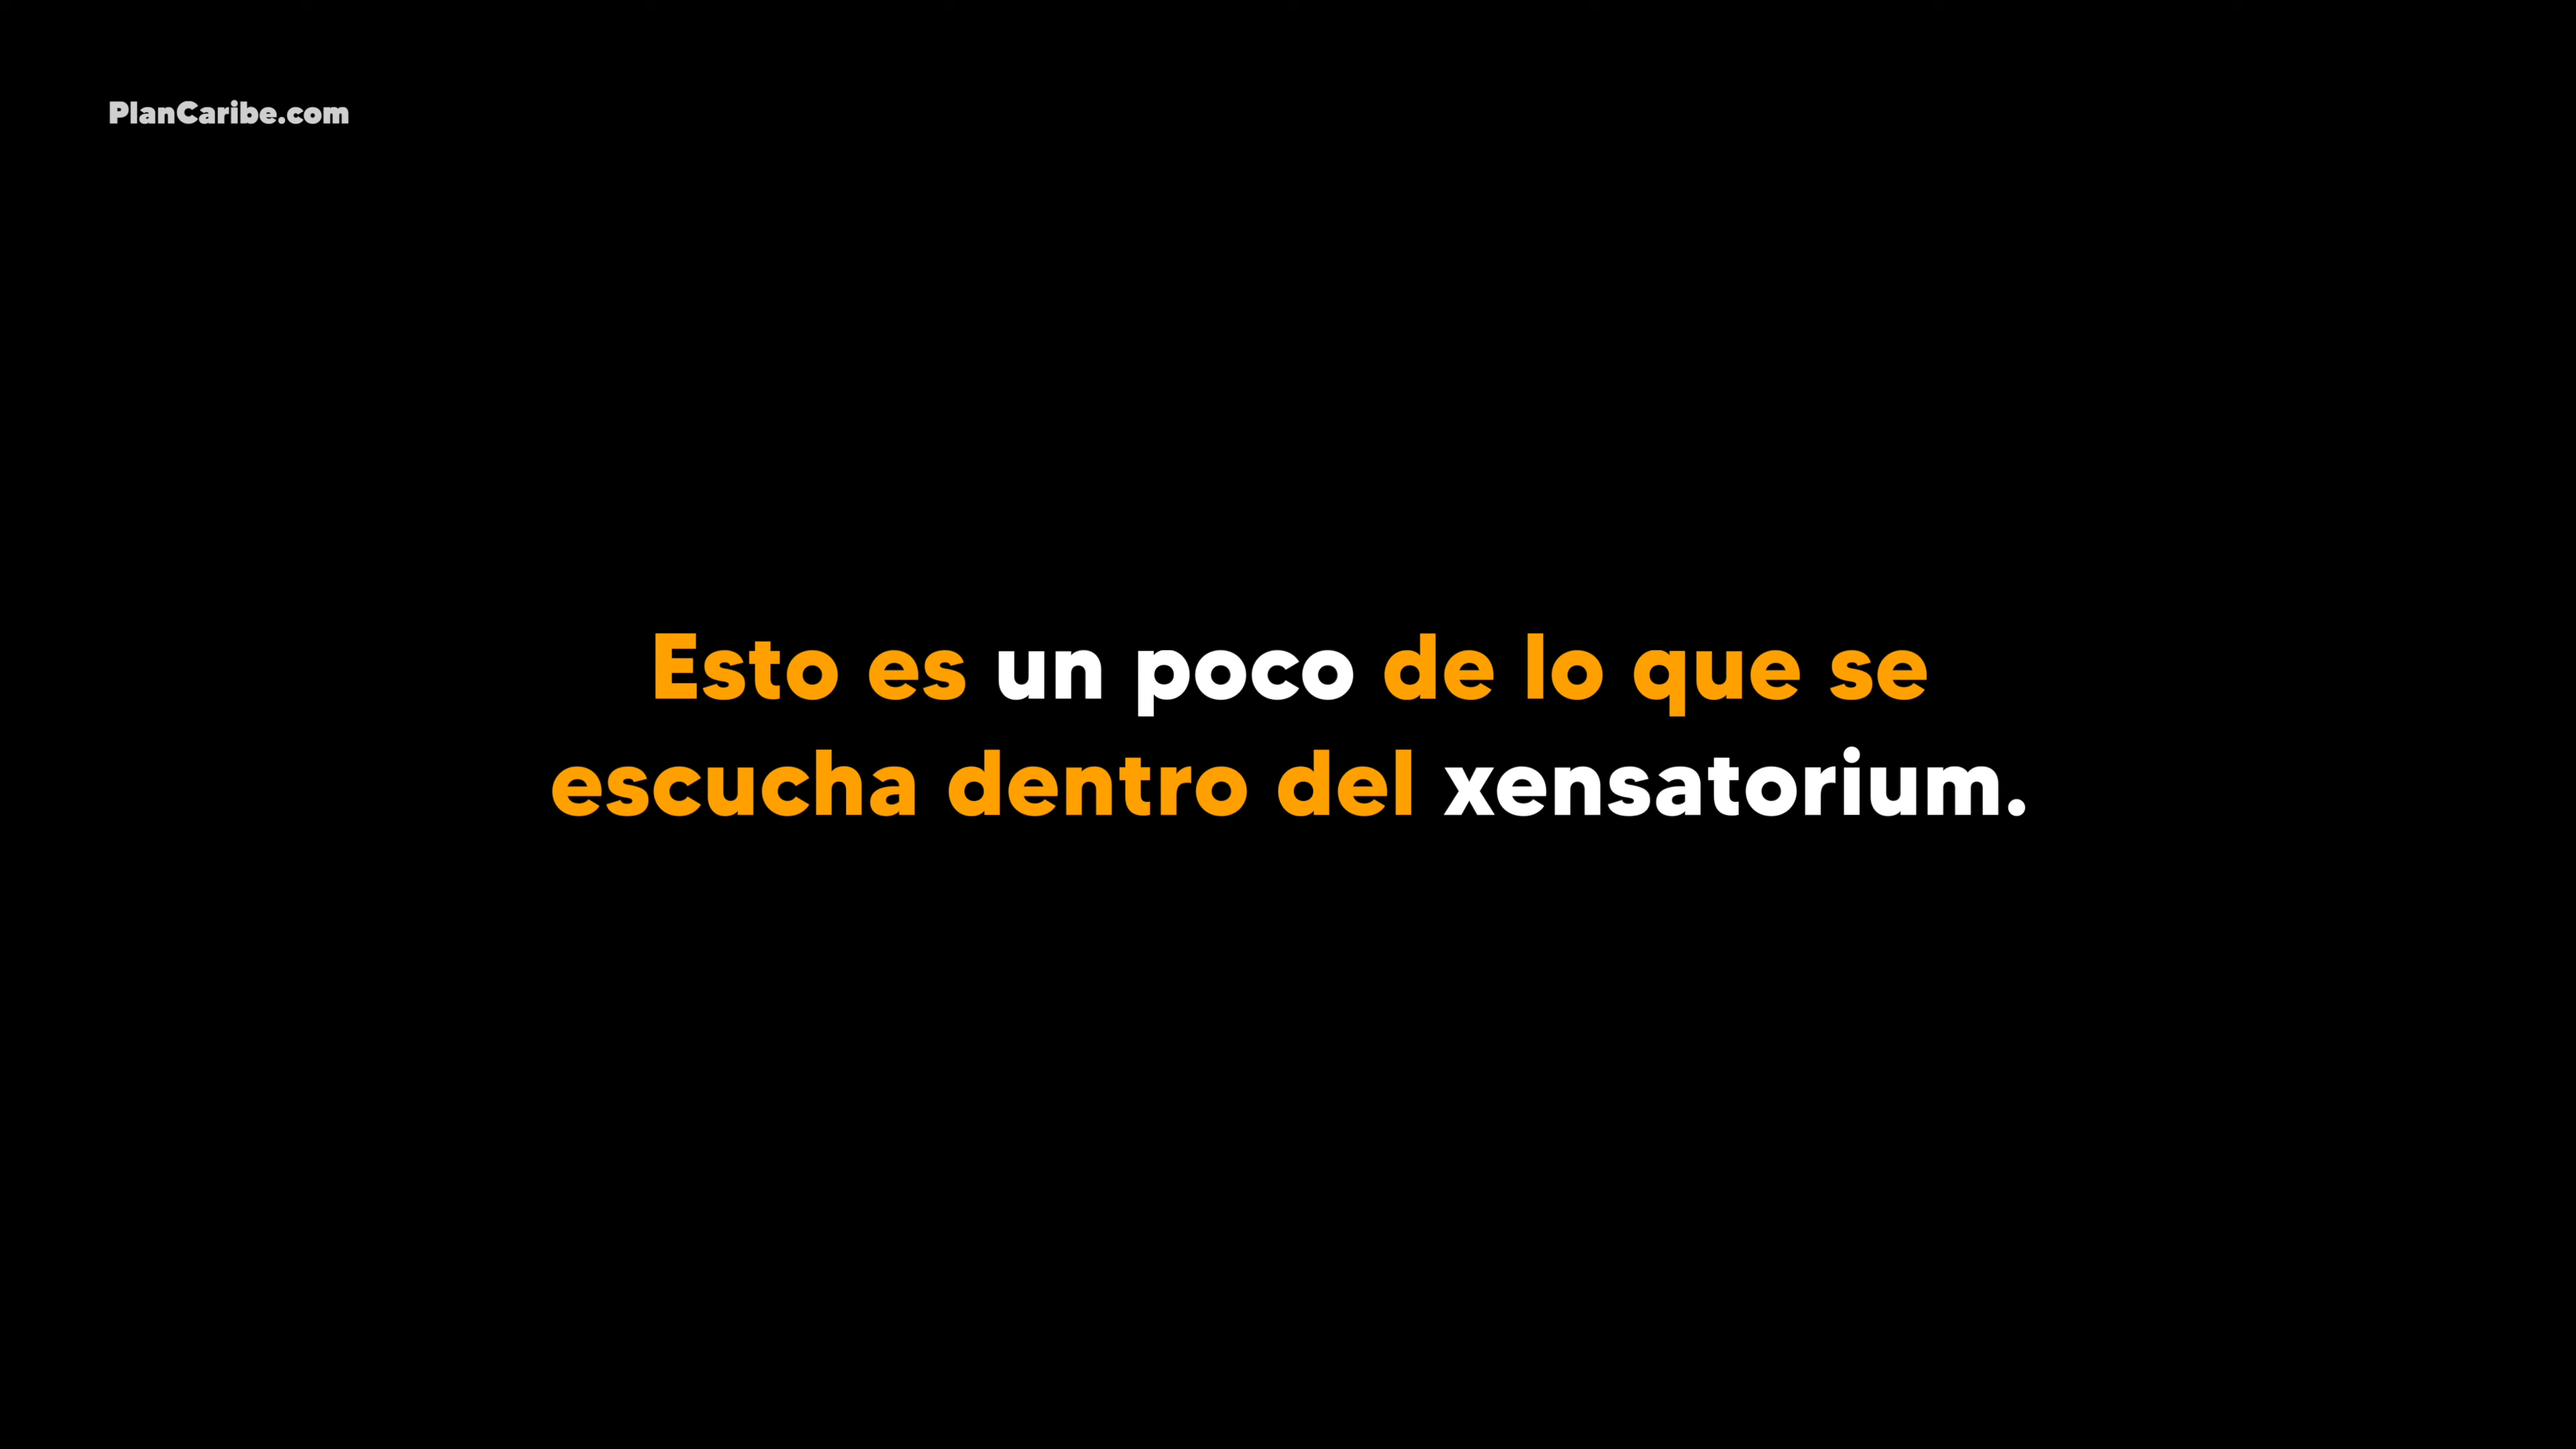 PlanCaribe.com
Esto es un poco de lo que se
escucha dentro del xensatorium.